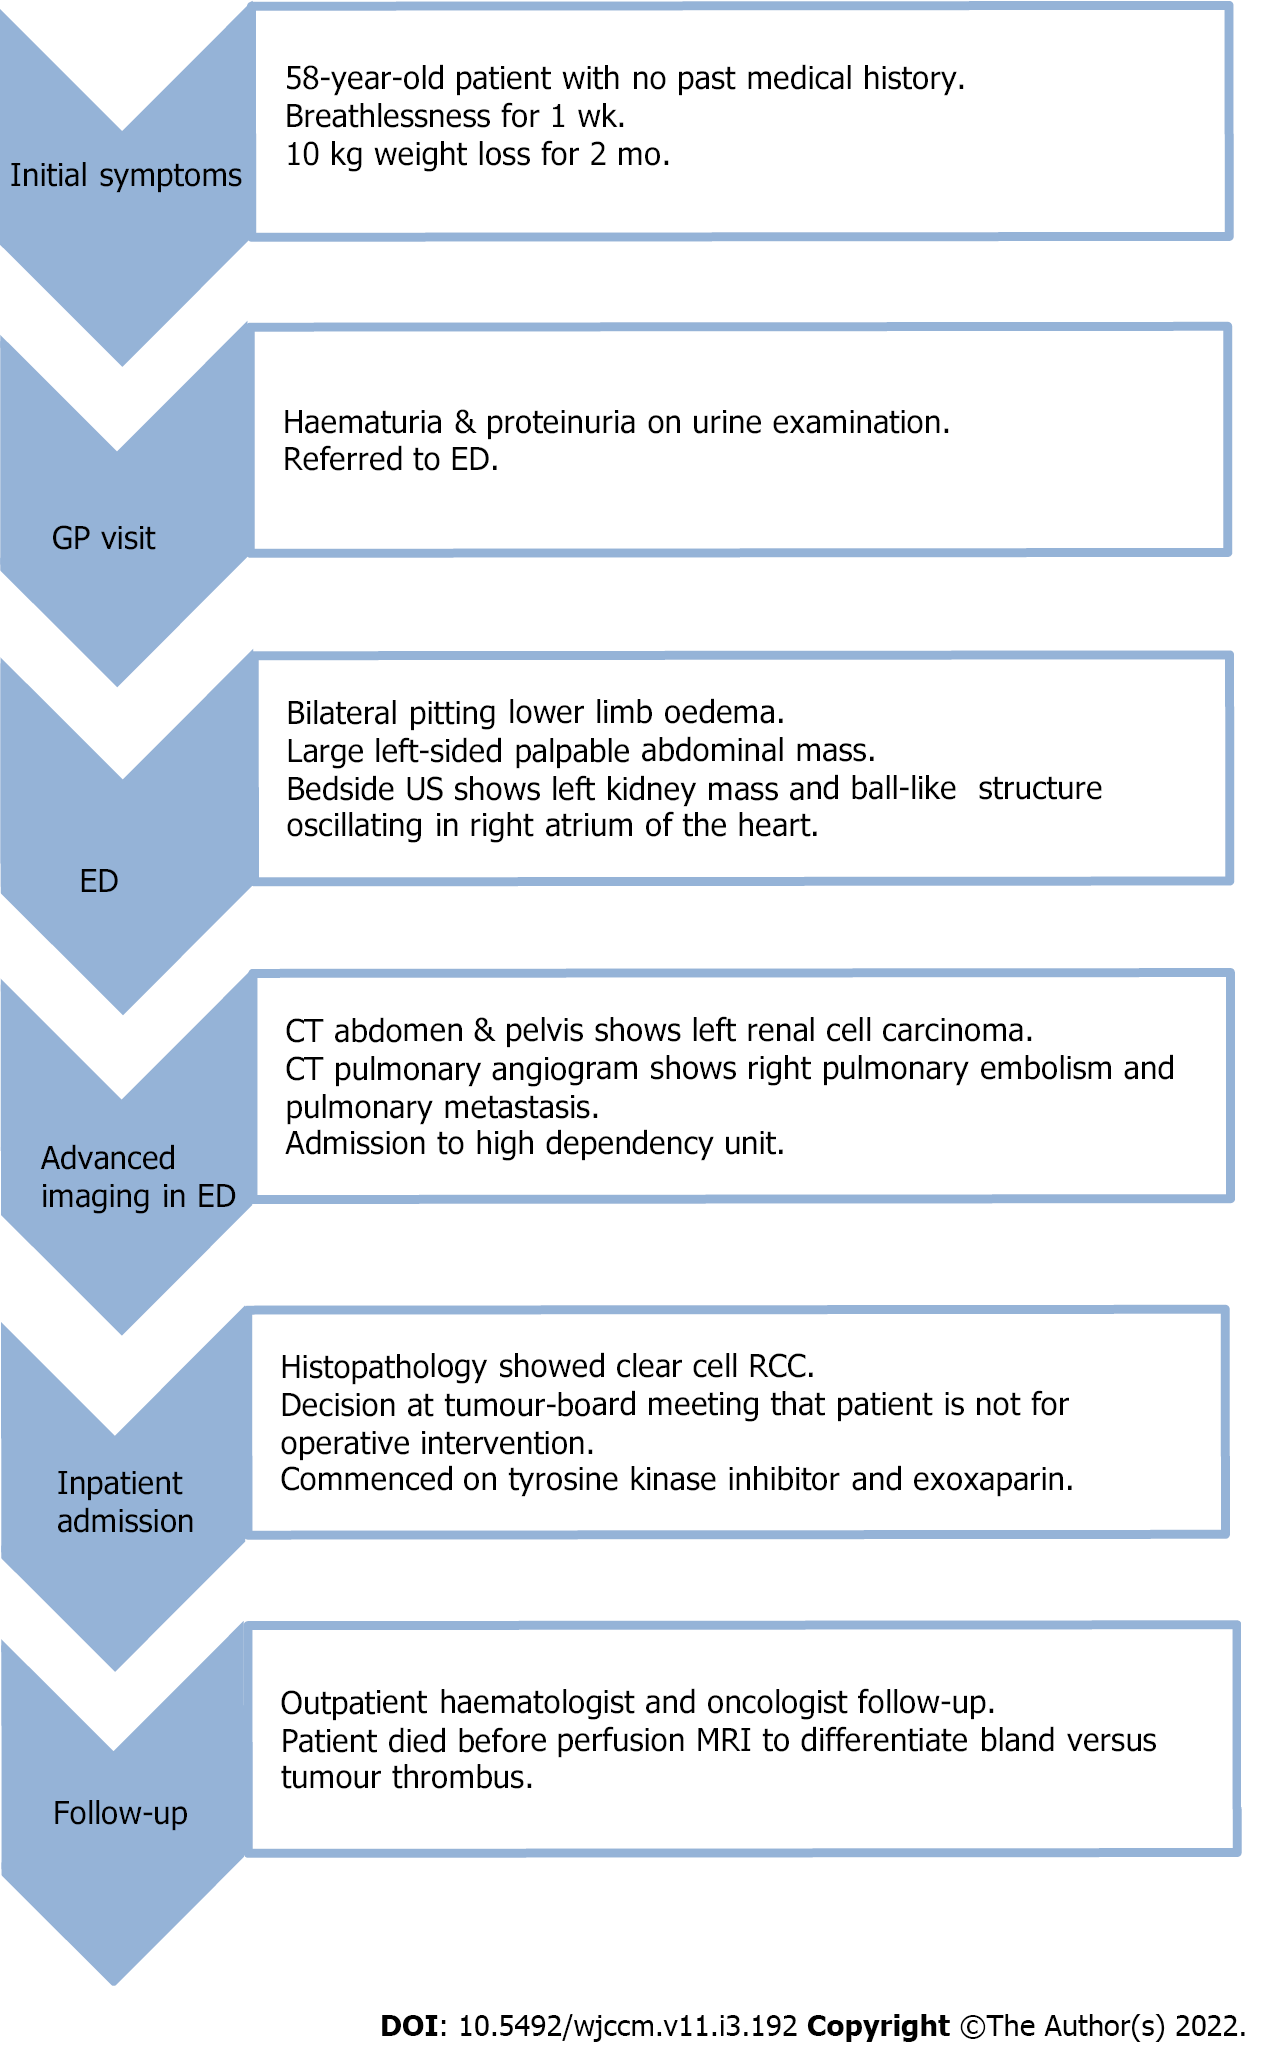 58-year-old patient with no past medical history.
Breathlessness for 1 wk.
10 kg weight loss for 2 mo.
Initial symptoms
Haematuria & proteinuria on urine examination.
Referred to ED.
GP visit
Bilateral pitting lower limb oedema.
Large left-sided palpable abdominal mass.
Bedside US shows left kidney mass and ball-like structure
oscillating in right atrium of the heart.
ED
CT abdomen & pelvis shows left renal cell carcinoma.
CT pulmonary angiogram shows right pulmonary embolism and
pulmonary metastasis.
Admission to high dependency unit.
Advanced
imaging in ED
Histopathology showed clear cell RCC.
Decision at tumour-board meeting that patient is not for
operative intervention.
Commenced on tyrosine kinase inhibitor and exoxaparin.
Inpatient
admission
Outpatient haematologist and oncologist follow-up.
Patient died before perfusion MRI to differentiate bland versus
tumour thrombus.
Follow-up
DOI: 10.5492/wjccm.v11.i3.192 Copyright ©The Author(s) 2022.